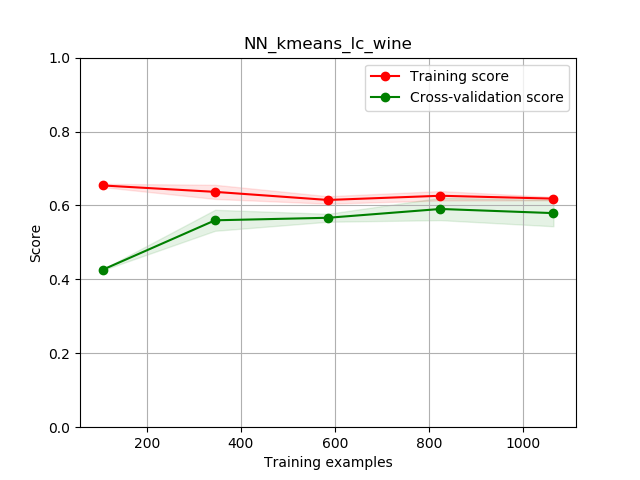 NN_kmeans_lc_wine
Training score
Cross-validation score
1.0
0.8
0.6
0.4
0.2
0.0
Score
200 400 600 800 1000
Training examples